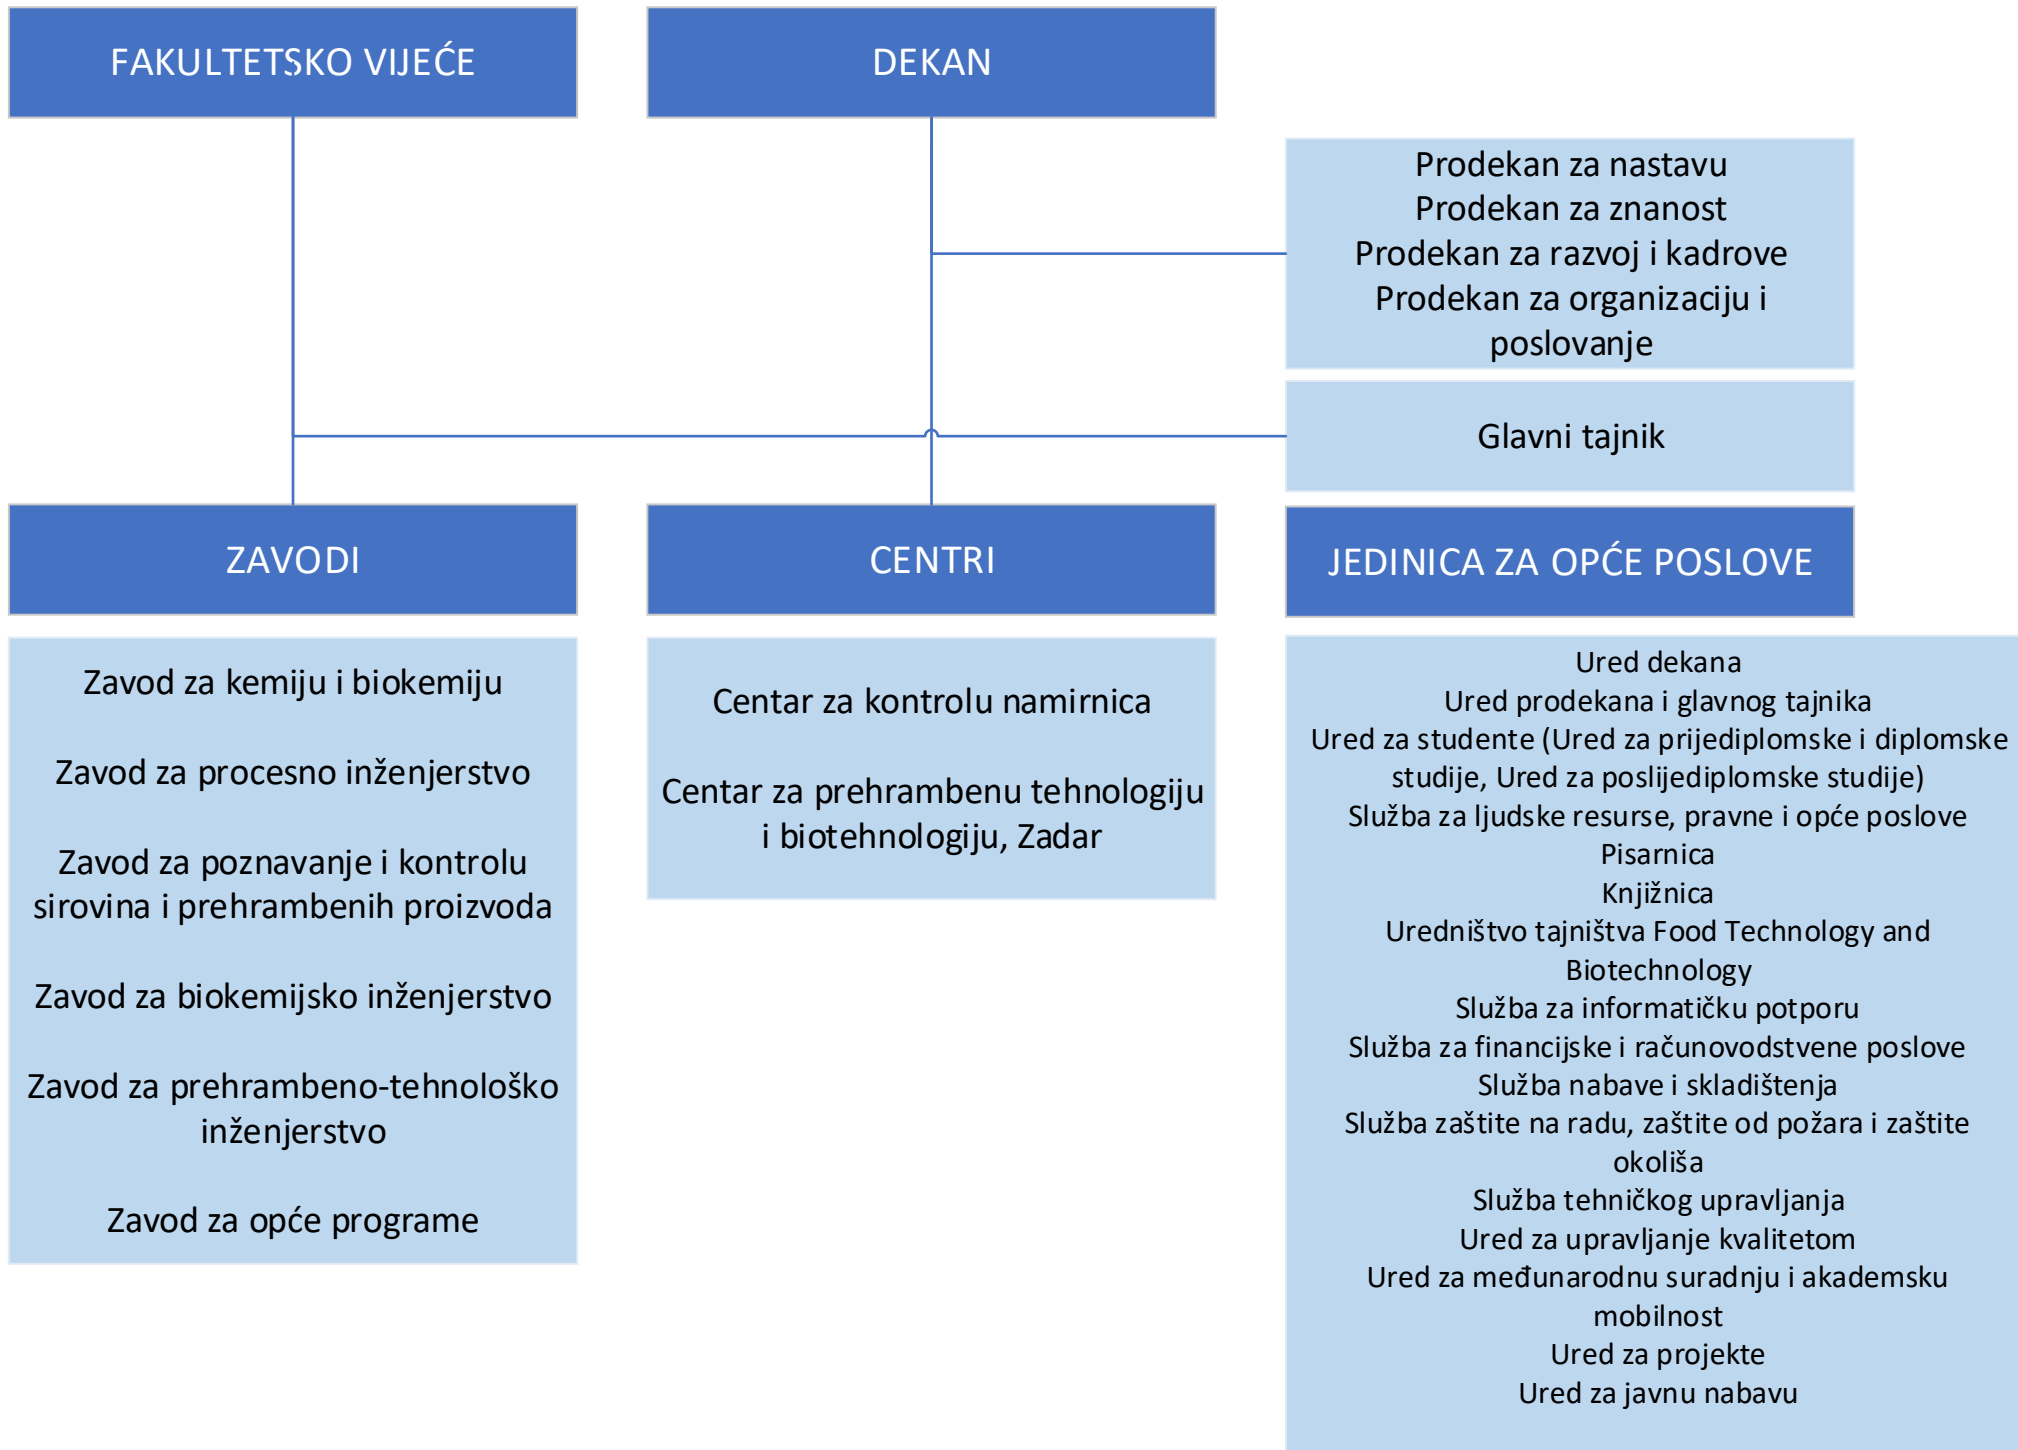 FAKULTETSKO VIJEĆE
DEKAN
Prodekan za nastavu
Prodekan za znanost
Prodekan za razvoj i kadrove
Prodekan za organizaciju i
poslovanje
Glavni tajnik
ZAVODI
Zavod za kemiju i biokemiju
Zavod za procesno inženjerstvo
Zavod za poznavanje i kontrolu
sirovina i prehrambenih proizvoda
Zavod za biokemijsko inženjerstvo
Zavod za prehrambeno-tehnološko
inženjerstvo
Zavod za opće programe
CENTRI
Centar za kontrolu namirnica
Centar za prehrambenu tehnologiju
i biotehnologiju, Zadar
JEDINICA ZA OPĆE POSLOVE
Ured dekana
Ured prodekana i glavnog tajnika
Ured za studente (Ured za prijediplomske i diplomske
studije, Ured za poslijediplomske studije)
Služba za ljudske resurse, pravne i opće poslove
Pisarnica
Knjižnica
Uredništvo tajništva Food Technology and
Biotechnology
Služba za informatičku potporu
Služba za financijske i računovodstvene poslove
Služba nabave i skladištenja
Služba zaštite na radu, zaštite od požara i zaštite
okoliša
Služba tehničkog upravljanja
Ured za upravljanje kvalitetom
Ured za međunarodnu suradnju i akademsku
mobilnost
Ured za projekte
Ured za javnu nabavu